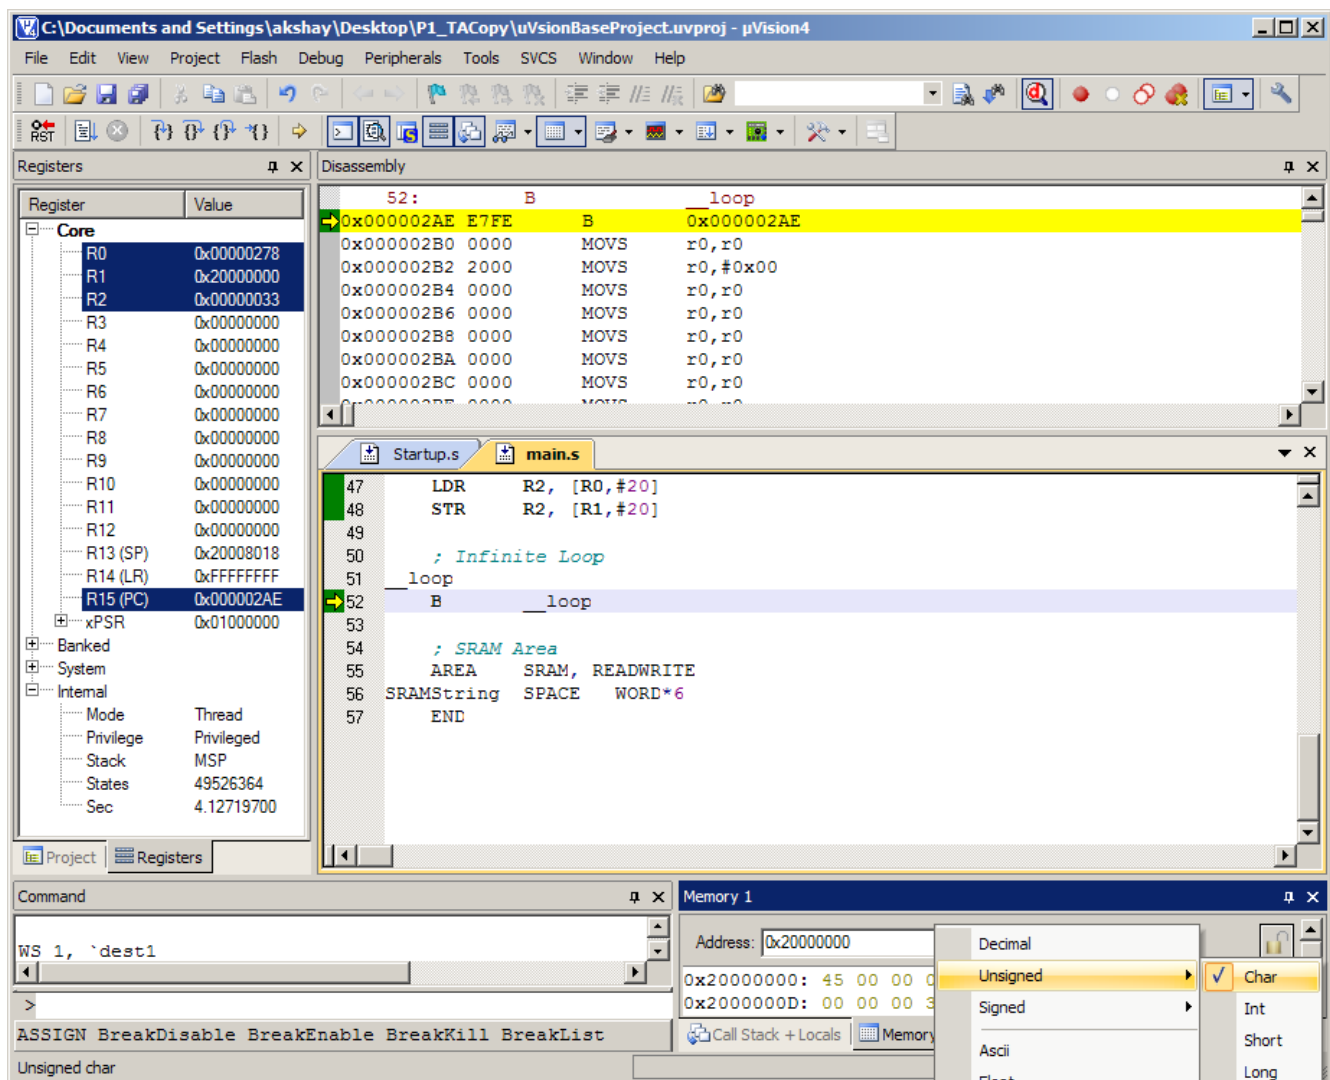 C:\Documents and Settings\akshay\Desktop\P1_TACopy\uVsionBaseProject.uvproj - µVision4
File Edit View Project Flash Debug Peripherals Tools SVCS Window Help
RST
Registers
Register Value
Core
R0 0x00000278
R1 0x20000000
R2 0x00000033
R3 0x00000000
R4 0x00000000
R5 0x00000000
R6 0x00000000
R7 0x00000000
R8 0x00000000
R9 0x00000000
R10 0x00000000
R11 0x00000000
R12 0x00000000
R13 (SP) 0x20008018
R14 (LR) 0xFFFFFFFF
R15 (PC) 0x000002AE
xPSR 0x01000000
Banked
System
Internal
Mode Thread
Privilege Privileged
Stack MSP
States 49526364
Sec 4.12719700
Project Registers
Disassembly
52: B __loop
0x000002AE E7FE B 0x000002AE
0x000002B0 0000 MOVS r0,r0
0x000002B2 2000 MOVS r0,#0x00
0x000002B4 0000 MOVS r0,r0
0x000002B6 0000 MOVS r0,r0
0x000002B8 0000 MOVS r0,r0
0x000002BA 0000 MOVS r0,r0
0x000002BC 0000 MOVS r0,r0
Startup.s main.s
47 LDR R2, [R0,#20]
48 STR R2, [R1,#20]
49
50 ; Infinite Loop
51 __loop
52 B __loop
53
54 ; SRAM Area
55 AREA SRAM, READWRITE
56 SRAMString SPACE WORD*6
57 END
Command
WS 1, `dest1
>
ASSIGN BreakDisable BreakEnable BreakKill BreakList
Memory 1
Address: 0x20000000
0x20000000: 45 00 00
0x2000000D: 00 00 00 3
Call Stack + Locals Memory
Decimal
Unsigned
Signed
Ascii
Char
Int
Short
Long
Unsigned char